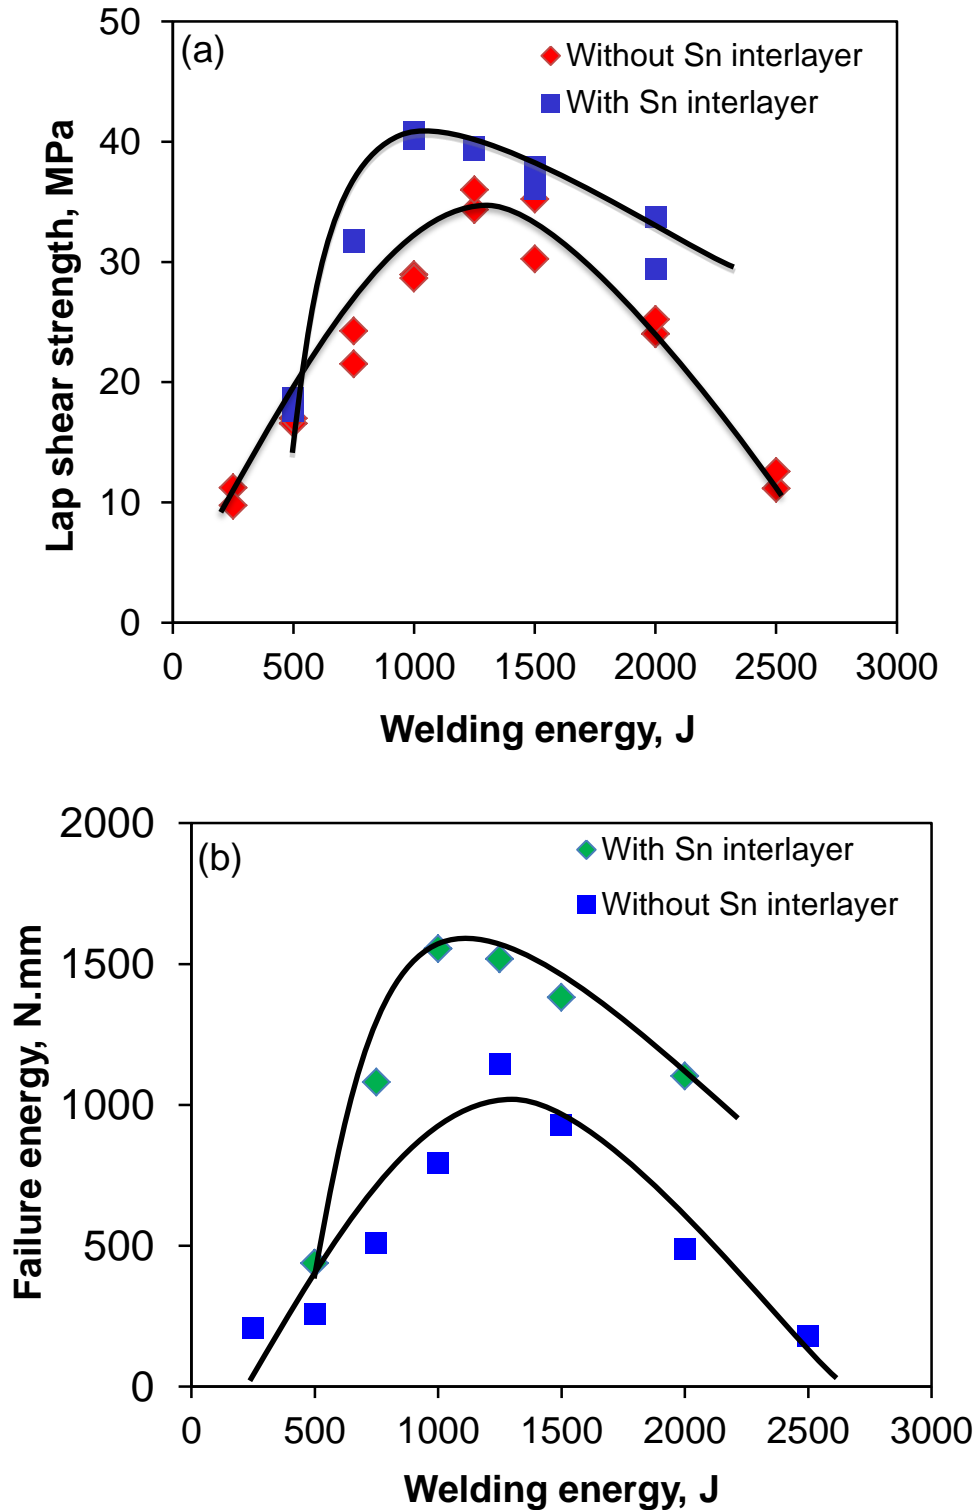 (a)
Without Sn interlayer
With Sn interlayer
Lap shear strength, MPa
50
40
30
20
10
0
0 500 1000 1500 2000 2500 3000
Welding energy, J
(b)
With Sn interlayer
Without Sn interlayer
Failure energy, N.mm
2000
1500
1000
500
0
0 500 1000 1500 2000 2500 3000
Welding energy, J